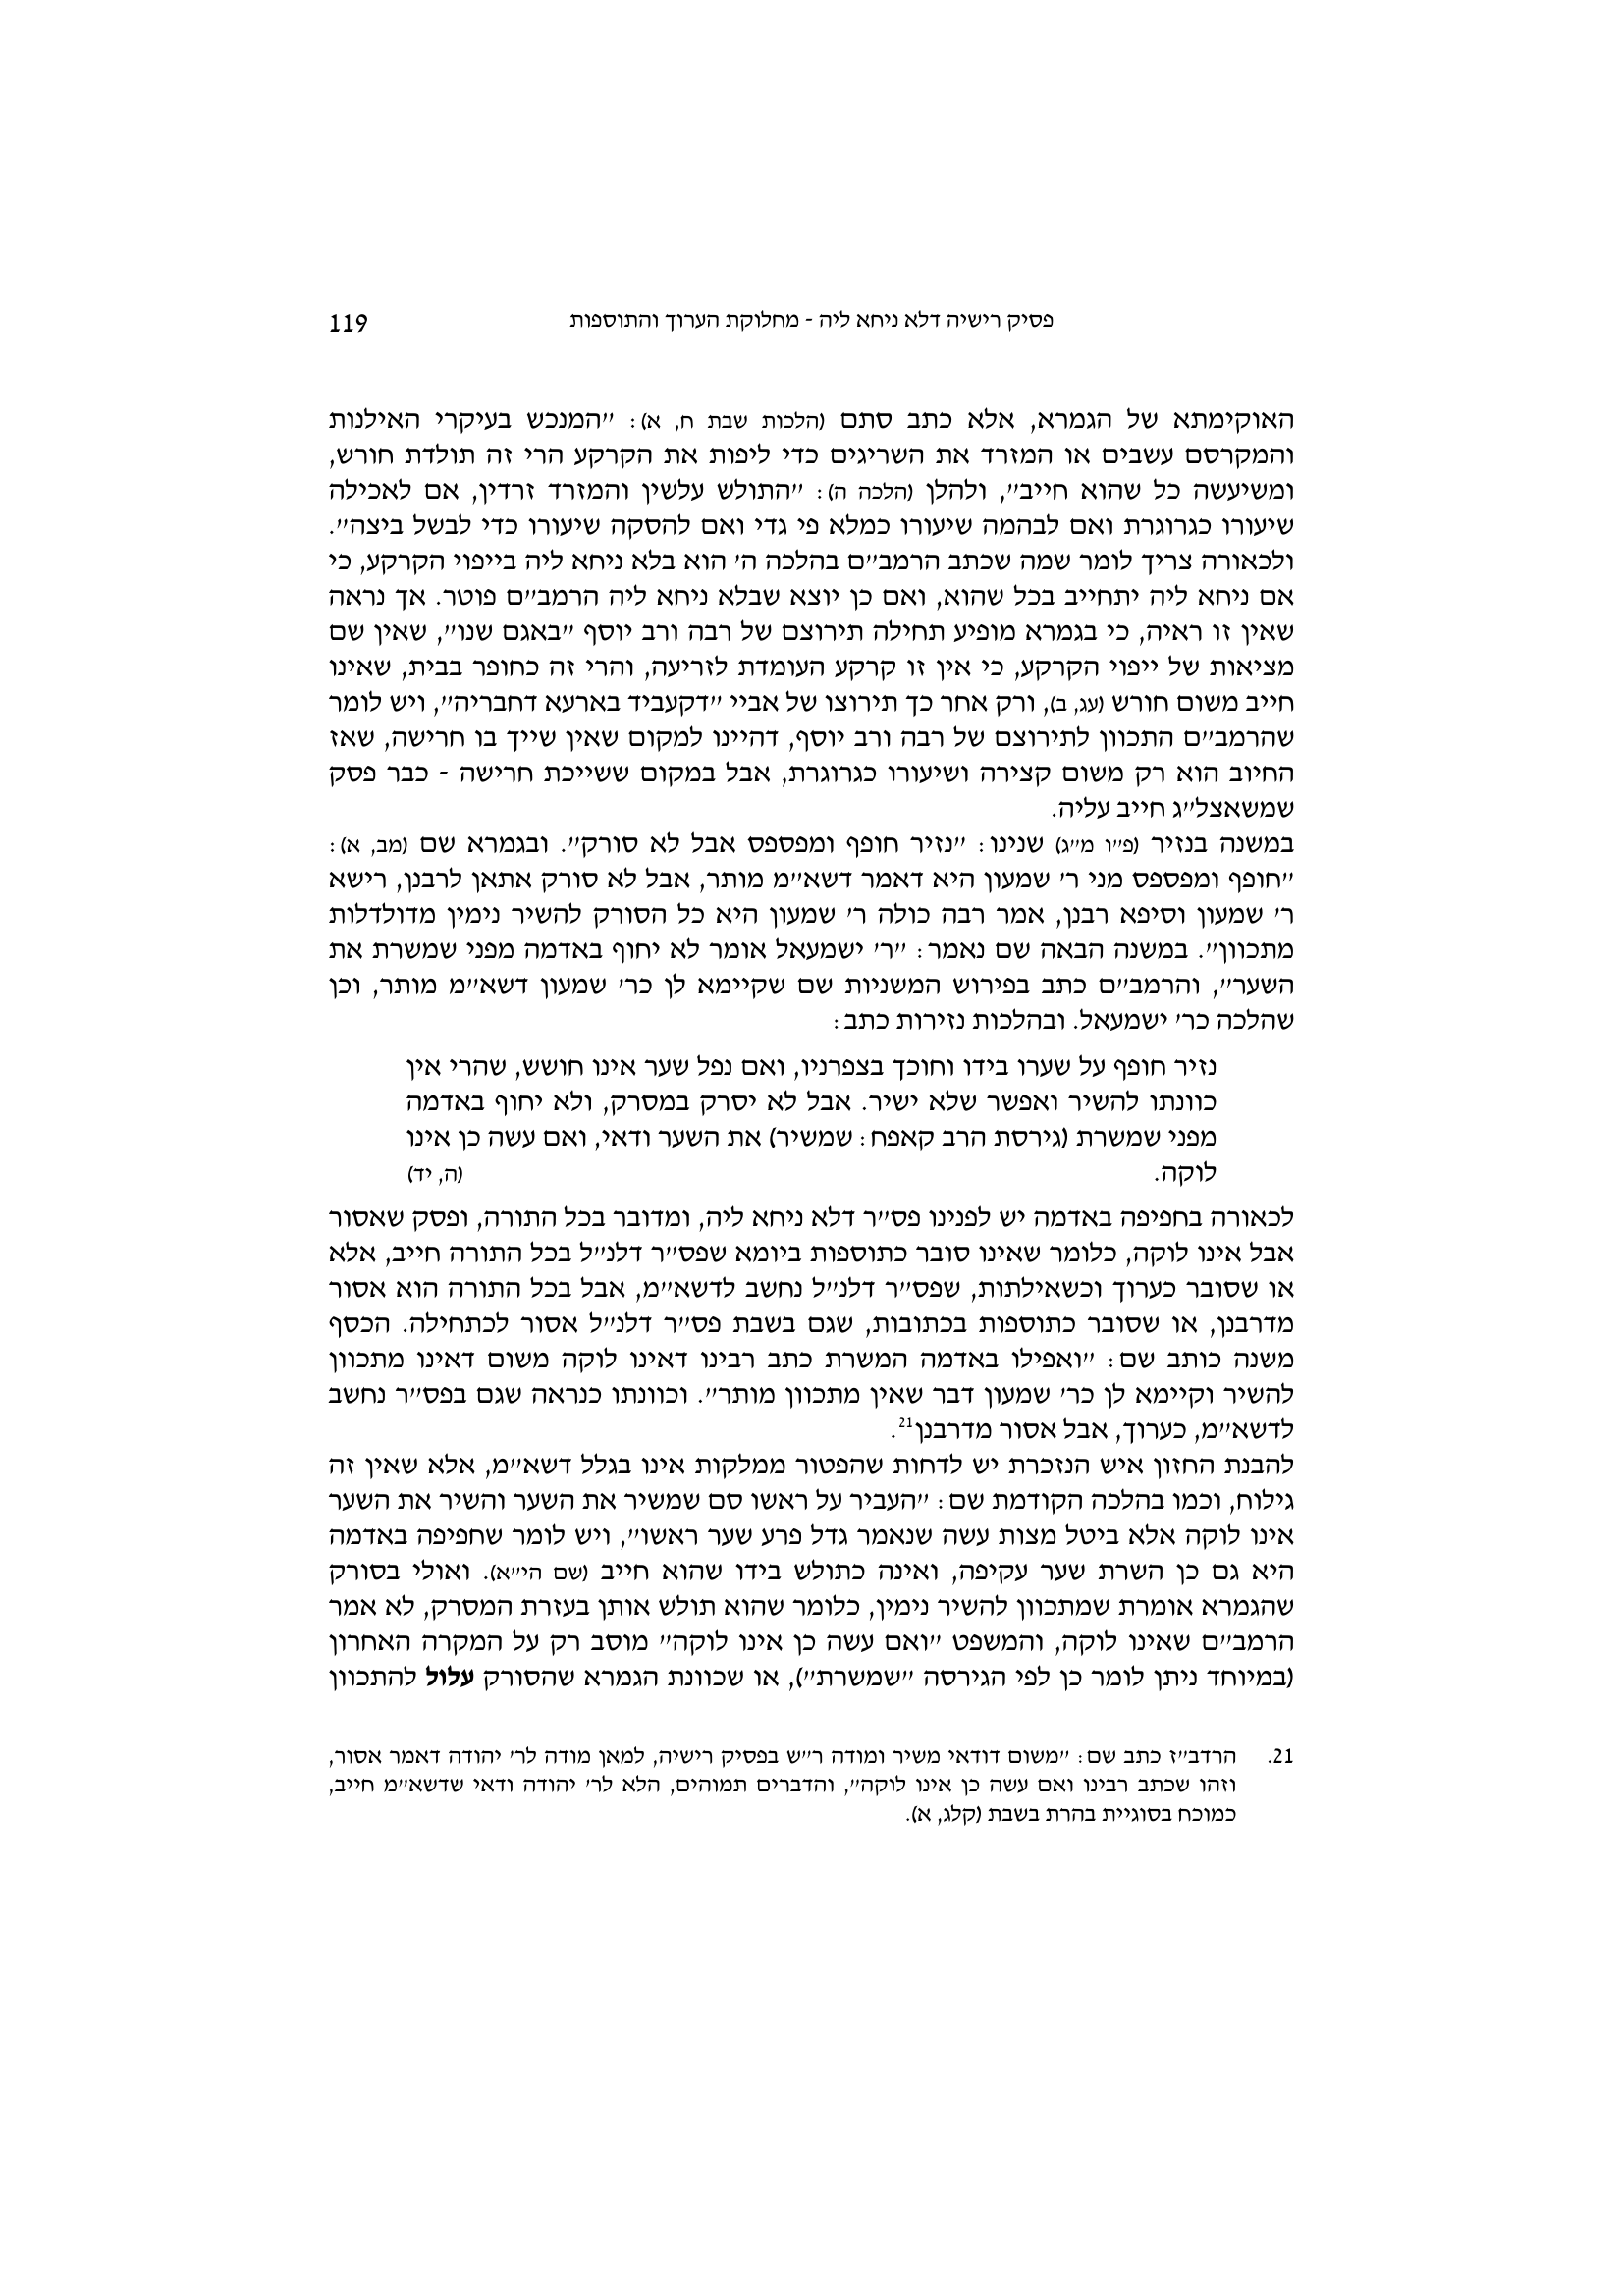 פסיק רישיה דלא ניחא ליה - מחלוקת הערוך והתוספות 119
האוקימתא של הגמרא, אלא כתב סתם (הלכות שבת ח, א): "המנכש בעיקרי האילנות
והמקרסם עשבים או המזרד את השריגים כדי ליפות את הקרקע הרי זה תולדת חורש,
ומשיעשה כל שהוא חייב", ולהלן (הלכה ה): "התולש עלשין והמזרד זרדין, אם לאכילה
שיעורו כגרוגרת ואם לבהמה שיעורו כמלא פי גדי ואם להסקה שיעורו כדי לבשל ביצה".
ולכאורה צריך לומר שמה שכתב הרמב"ם בהלכה ה' הוא בלא ניחא ליה בייפוי הקרקע, כי
אם ניחא ליה יתחייב בכל שהוא, ואם כן יוצא שבלא ניחא ליה הרמב"ם פוטר. אך נראה
שאין זו ראיה, כי בגמרא מופיע תחילה תירוצם של רבה ורב יוסף "באגם שנו", שאין שם
מציאות של ייפוי הקרקע, כי אין זו קרקע העומדת לזריעה, והרי זה כחופר בבית, שאינו
חייב משום חורש (עג, ב), ורק אחר כך תירוצו של אביי "דקעביד בארעא דחבריה", ויש לומר
שהרמב"ם התכוון לתירוצם של רבה ורב יוסף, דהיינו למקום שאין שייך בו חרישה, שאז
החיוב הוא רק משום קצירה ושיעורו כגרוגרת, אבל במקום ששייכת חרישה - כבר פסק
שמשאצל"ג חייב עליה.
במשנה בנזיר (פ"ו מ"ג) שנינו: "נזיר חופף ומפספס אבל לא סורק". ובגמרא שם (מב, א):
"חופף ומפספס מני ר' שמעון היא דאמר דשא"מ מותר, אבל לא סורק אתאן לרבנן, רישא
ר' שמעון וסיפא רבנן, אמר רבה כולה ר' שמעון היא כל הסורק להשיר נימין מדולדלות
מתכוון". במשנה הבאה שם נאמר: "ר' ישמעאל אומר לא יחוף באדמה מפני שמשרת את
השער", והרמב"ם כתב בפירוש המשניות שם שקיימא לן כר' שמעון דשא"מ מותר, וכן
שהלכה כר' ישמעאל. ובהלכות נזירות כתב:
נזיר חופף על שערו בידו וחוכך בצפרניו, ואם נפל שער אינו חושש, שהרי אין
כוונתו להשיר ואפשר שלא ישיר. אבל לא יסרק במסרק, ולא יחוף באדמה
מפני שמשרת (גירסת הרב קאפח: שמשיר) את השער ודאי, ואם עשה כן אינו
לוקה. (ה, יד)
לכאורה בחפיפה באדמה יש לפנינו פס"ר דלא ניחא ליה, ומדובר בכל התורה, ופסק שאסור
אבל אינו לוקה, כלומר שאינו סובר כתוספות ביומא שפס"ר דלנ"ל בכל התורה חייב, אלא
או שסובר כערוך וכשאילתות, שפס"ר דלנ"ל נחשב לדשא"מ, אבל בכל התורה הוא אסור
מדרבנן, או שסובר כתוספות בכתובות, שגם בשבת פס"ר דלנ"ל אסור לכתחילה. הכסף
משנה כותב שם: "ואפילו באדמה המשרת כתב רבינו דאינו לוקה משום דאינו מתכוון
להשיר וקיימא לן כר' שמעון דבר שאין מתכוון מותר". וכוונתו כנראה שגם בפס"ר נחשב
לדשא"מ, כערוך, אבל אסור מדרבנן21.
להבנת החזון איש הנזכרת יש לדחות שהפטור ממלקות אינו בגלל דשא"מ, אלא שאין זה
גילוח, וכמו בהלכה הקודמת שם: "העביר על ראשו סם שמשיר את השער והשיר את השער
אינו לוקה אלא ביטל מצות עשה שנאמר גדל פרע שער ראשו", ויש לומר שחפיפה באדמה
היא גם כן השרת שער עקיפה, ואינה כתולש בידו שהוא חייב (שם הי"א). ואולי בסורק
שהגמרא אומרת שמתכוון להשיר נימין, כלומר שהוא תולש אותן בעזרת המסרק, לא אמר
הרמב"ם שאינו לוקה, והמשפט "ואם עשה כן אינו לוקה" מוסב רק על המקרה האחרון
(במיוחד ניתן לומר כן לפי הגירסה "שמשרת"), או שכוונת הגמרא שהסורק עלול להתכוון
21. הרדב"ז כתב שם: "משום דודאי משיר ומודה ר"ש בפסיק רישיה, למאן מודה לר' יהודה דאמר אסור,
וזהו שכתב רבינו ואם עשה כן אינו לוקה", והדברים תמוהים, הלא לר' יהודה ודאי שדשא"מ חייב,
כמוכח בסוגיית בהרת בשבת (קלג, א).